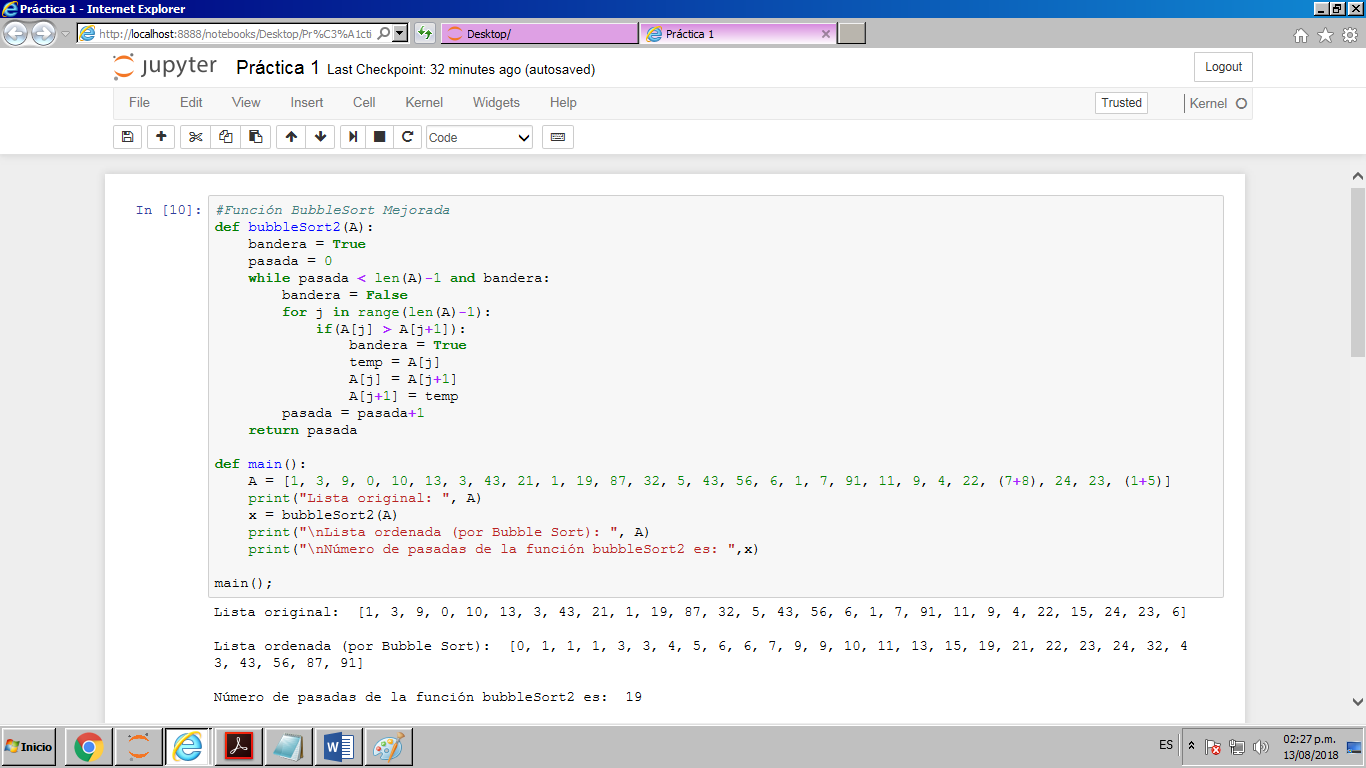 Práctica 1 - Internet Explorer
http://localhost:8888/notebooks/Desktop/Pr%C3%A1cti
Desktop/
Práctica 1
jupyter Práctica 1 Last Checkpoint: 32 minutes ago (autosaved)
Logout
File Edit View Insert Cell Kernel Widgets Help
Trusted
Kernel
Code
In [10]: #Función BubbleSort Mejorada
def bubbleSort2(A):
    bandera = True
    pasada = 0
    while pasada < len(A)-1 and bandera:
        bandera = False
        for j in range(len(A)-1):
            if(A[j] > A[j+1]):
                bandera = True
                temp = A[j]
                A[j] = A[j+1]
                A[j+1] = temp
        pasada = pasada+1
    return pasada

def main():
    A = [1, 3, 9, 0, 10, 13, 3, 43, 21, 1, 19, 87, 32, 5, 43, 56, 6, 1, 7, 91, 11, 9, 4, 22, (7+8), 24, 23, (1+5)]
    print("Lista original: ", A)
    x = bubbleSort2(A)
    print("\nLista ordenada (por Bubble Sort): ", A)
    print("\nNúmero de pasadas de la función bubbleSort2 es: ",x)

main();
Lista original:  [1, 3, 9, 0, 10, 13, 3, 43, 21, 1, 19, 87, 32, 5, 43, 56, 6, 1, 7, 91, 11, 9, 4, 22, 15, 24, 23, 6]

Lista ordenada (por Bubble Sort):  [0, 1, 1, 1, 3, 3, 4, 5, 6, 6, 7, 9, 9, 10, 11, 13, 15, 19, 21, 22, 23, 24, 32, 4
3, 43, 56, 87, 91]

Número de pasadas de la función bubbleSort2 es:  19
Inicio
ES
02:27 p.m.
13/08/2018